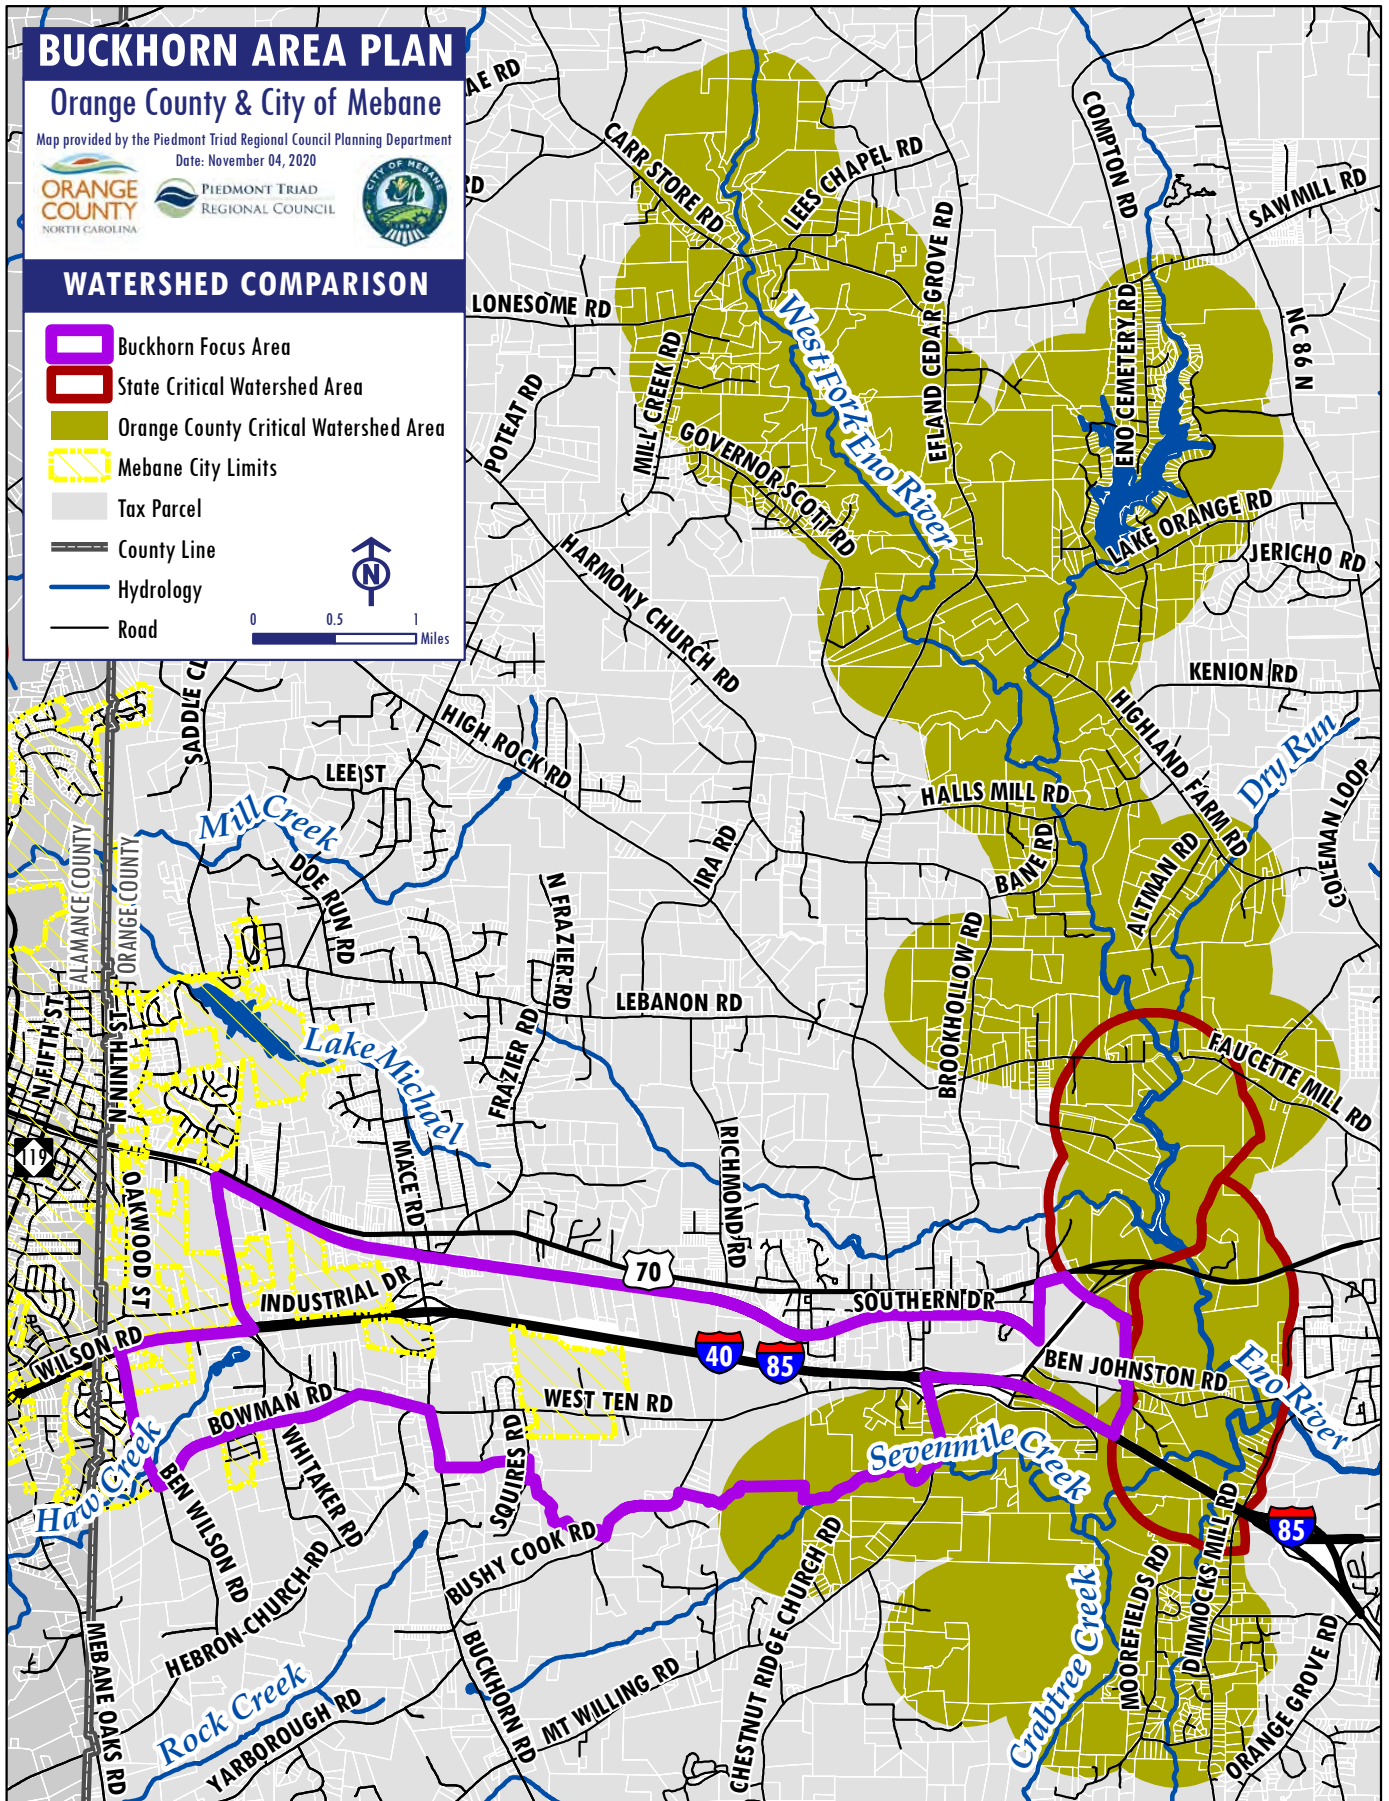 BUCKHORN AREA PLAN
Orange County & City of Mebane
Map provided by the Piedmont Triad Regional Council Planning Department
Date: November 04, 2020
ORANGE
COUNTY
NORTH CAROLINA
PIEDMONT TRIAD
REGIONAL COUNCIL
CITY OF MEBANE
WATERSHED COMPARISON
Buckhorn Focus Area
State Critical Watershed Area
Orange County Critical Watershed Area
Mebane City Limits
Tax Parcel
County Line
Hydrology
Road
N
0 0.5 1
Miles
AE RD
RD
CARR STORE RD
LEES CHAPEL RD
COMPTON RD
SAWMILL RD
EFLAND CEDAR GROVE RD
LONESOME RD
West Fork Eno River
ENO CEMETERY RD
NC 86 N
MILL CREEK RD
POTEAT RD
GOVERNOR SCOTT RD
LAKE ORANGE RD
JERICHO RD
HARMONY CHURCH RD
KENION RD
SADDLE CL
HIGH ROCK RD
HIGHLAND FARM RD
Dry Run
LEE ST
HALLS MILL RD
COLEMAN LOOP
Mill Creek
IRA RD
BANE RD
ALTMAN RD
ALAMANCE COUNTY
ORANGE COUNTY
DOE RUN RD
N FRAZIER RD
BROOKHOLLOW RD
LEBANON RD
N FIFTH ST
N NINTH ST
Lake Michael
FRAZIER RD
FAUCETTE MILL RD
119
MACE RD
RICHMOND RD
OAKWOOD ST
70
INDUSTRIAL DR
SOUTHERN DR
WILSON RD
40
85
BEN JOHNSTON RD
Eno River
BOWMAN RD
WEST TEN RD
Haw Creek
WHITAKER RD
SQUIRES RD
Sevenmile Creek
BEN WILSON RD
BUSHY COOK RD
85
CHESTNUT RIDGE CHURCH RD
MOOREFIELDS RD
DIMMOCKS MILL RD
HEBRON CHURCH RD
Crabtree Creek
MEBANE OAKS RD
Rock Creek
YARBOROUGH RD
BUCKHORN RD
MT WILLING RD
ORANGE GROVE RD